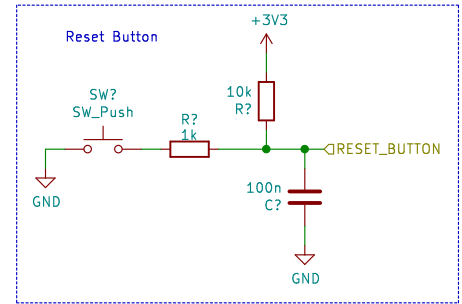 Reset Button
+3V3
10k
R?
SW?
SW_Push
R?
1k
RESET_BUTTON
100n
C?
GND
GND